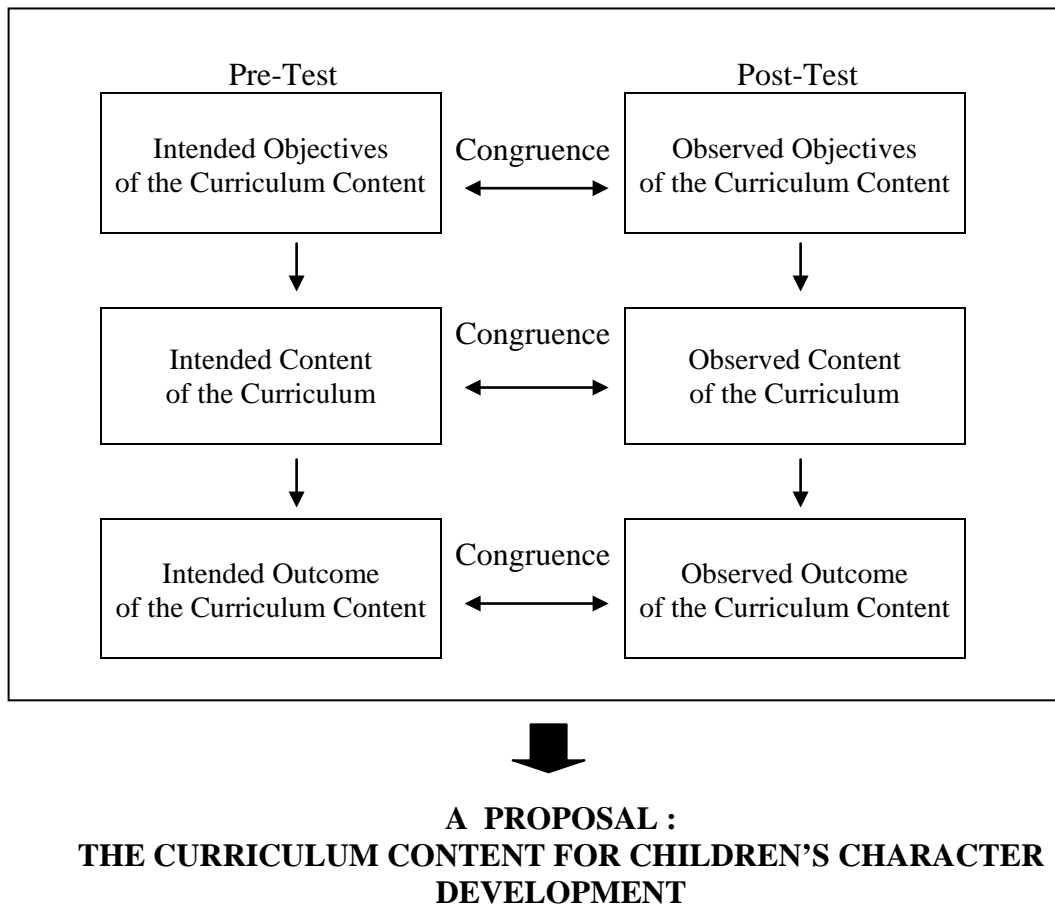 Pre-Test
Post-Test
Intended Objectives
of the Curriculum Content
Congruence
Observed Objectives
of the Curriculum Content
Intended Content
of the Curriculum
Congruence
Observed Content
of the Curriculum
Intended Outcome
of the Curriculum Content
Congruence
Observed Outcome
of the Curriculum Content
A PROPOSAL :
THE CURRICULUM CONTENT FOR CHILDREN’S CHARACTER
DEVELOPMENT